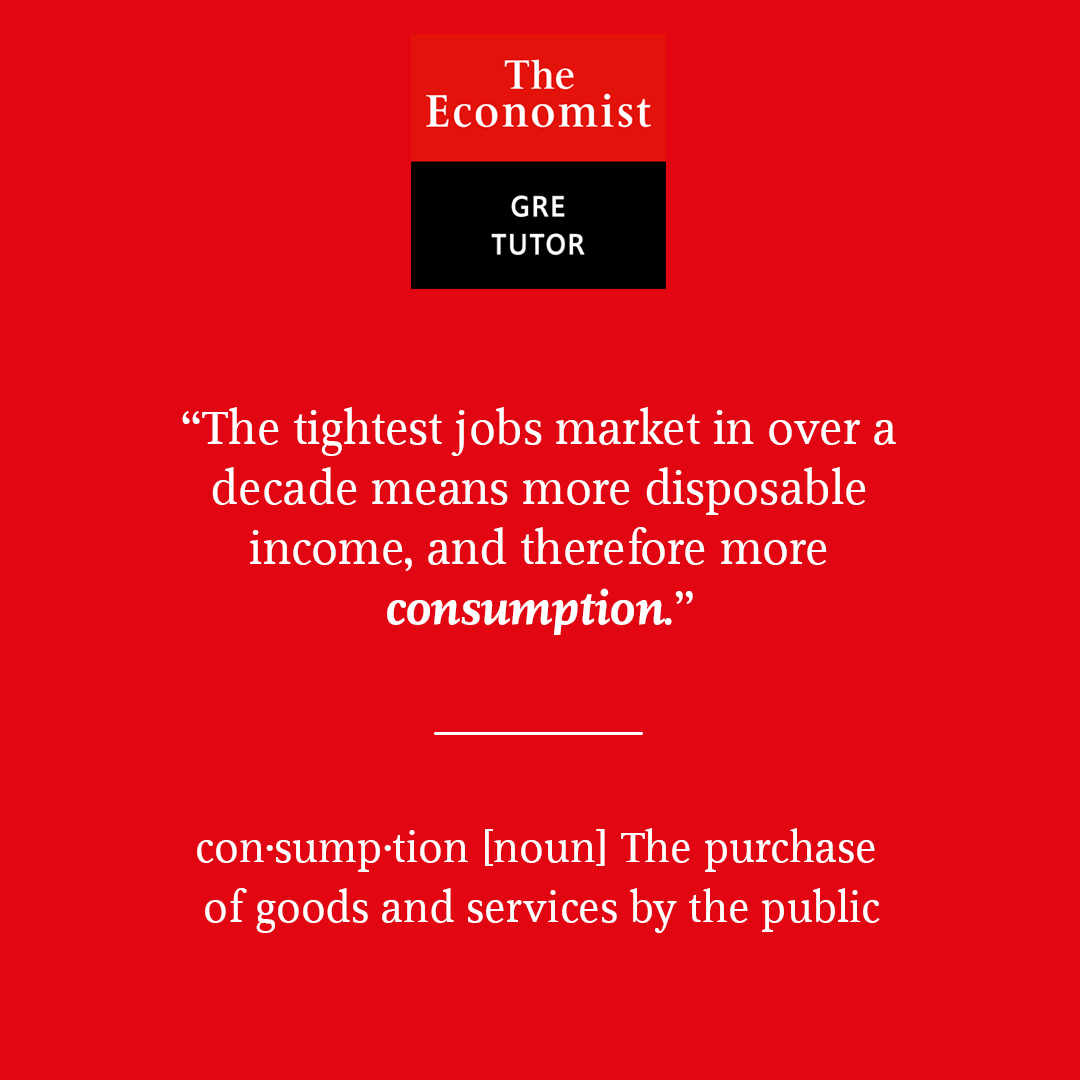 The
Economist
GRE
TUTOR
“The tightest jobs market in over a
decade means more disposable
income, and therefore more
consumption.”
con·sump·tion [noun] The purchase
of goods and services by the public